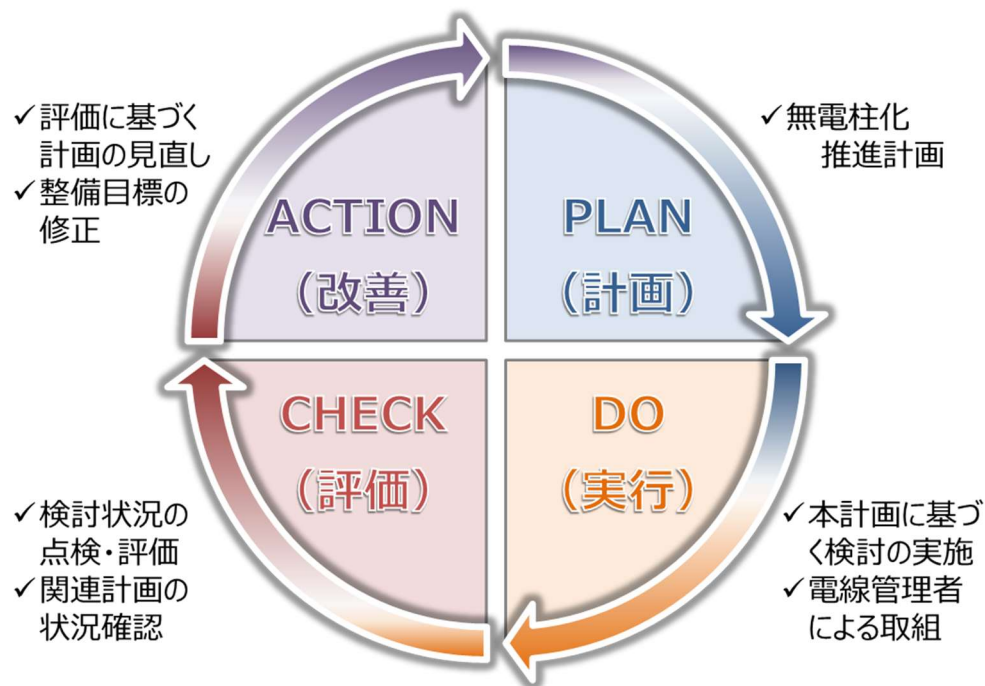 ✓評価に基づく
計画の見直し
✓整備目標の
修正
ACTION
（改善）
PLAN
（計画）
✓無電柱化
推進計画
CHECK
（評価）
DO
（実行）
✓検討状況の
点検・評価
✓関連計画の
状況確認
✓本計画に基づ
く検討の実施
✓電線管理者
による取組